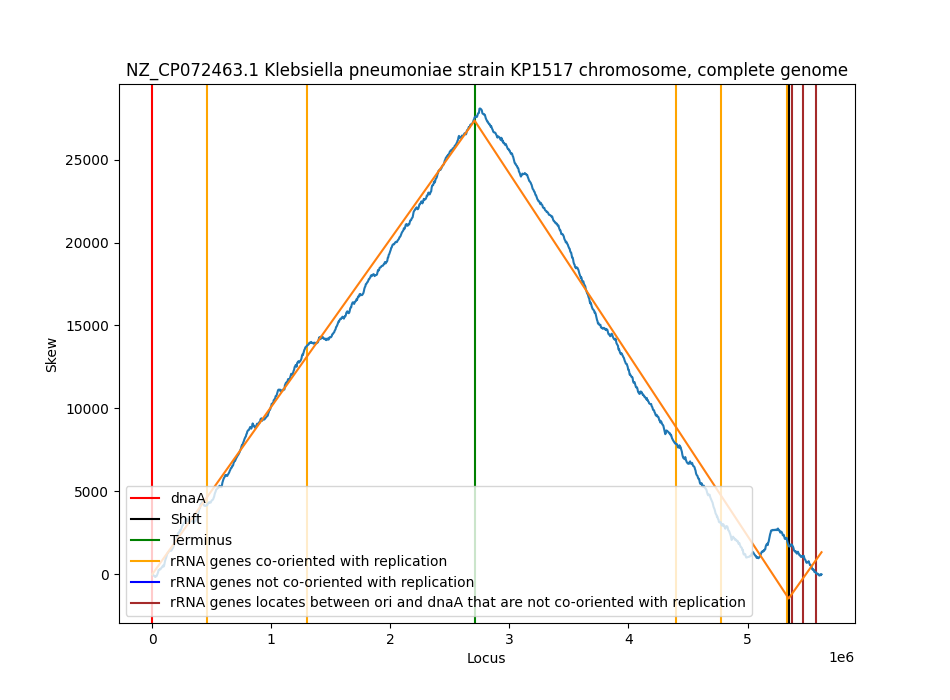 NZ_CP072463.1 Klebsiella pneumoniae strain KP1517 chromosome, complete genome
25000
20000
15000
10000
5000
0
Skew
dnaA
Shift
Terminus
rRNA genes co-oriented with replication
rRNA genes not co-oriented with replication
rRNA genes locates between ori and dnaA that are not co-oriented with replication
0 1 2 3 4 5
1e6
Locus